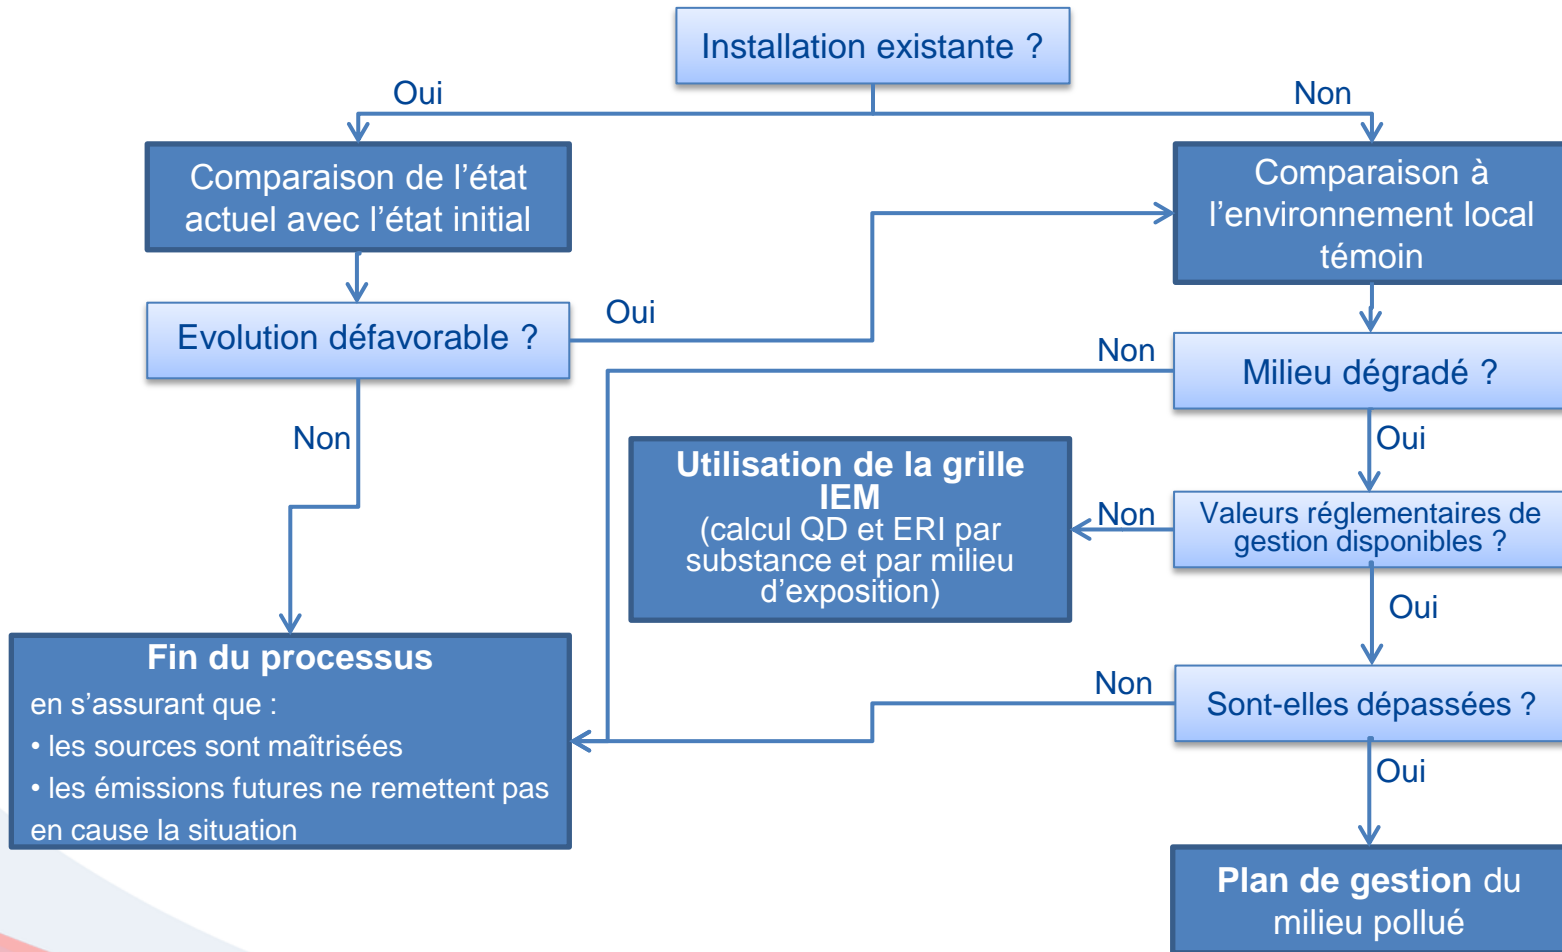 Installation existante ?
Oui
Non
Comparaison de l’état
actuel avec l’état initial
Comparaison à
l’environnement local
témoin
Evolution défavorable ?
Oui
Non
Non
Milieu dégradé ?
Oui
Utilisation de la grille
IEM
(calcul QD et ERI par
substance et par milieu
d’exposition)
Non
Valeurs réglementaires de
gestion disponibles ?
Oui
Fin du processus
en s’assurant que :
• les sources sont maîtrisées
• les émissions futures ne remettent pas
en cause la situation
Non
Sont-elles dépassées ?
Oui
Plan de gestion du
milieu pollué